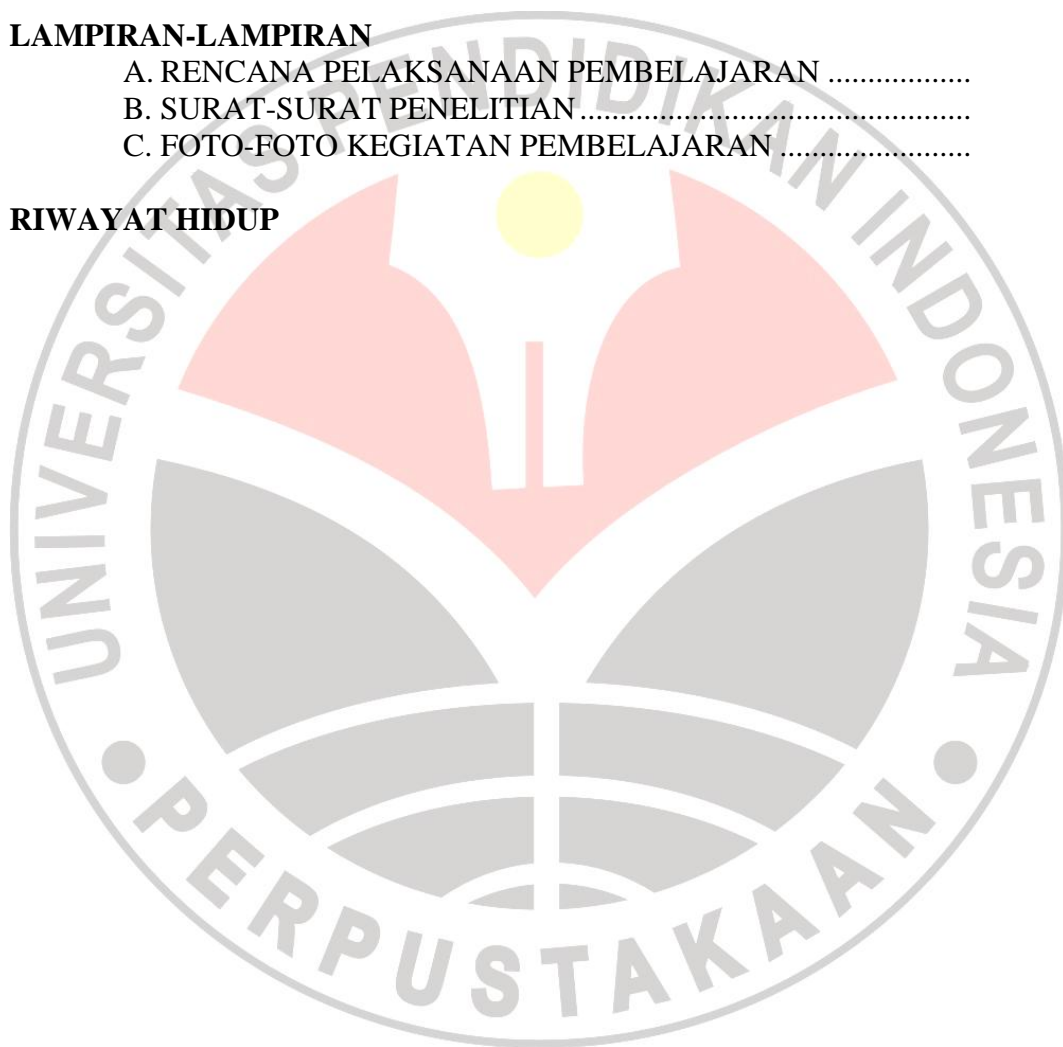 LAMPIRAN-LAMPIRAN
A. RENCANA PELAKSANAAN PEMBELAJARAN ..................
B. SURAT-SURAT PENELITIAN .................................................
C. FOTO-FOTO KEGIATAN PEMBELAJARAN ........................
RIWAYAT HIDUP
UNIVERSITAS PENDIDIKAN INDONESIA
PERPUSTAKAAN